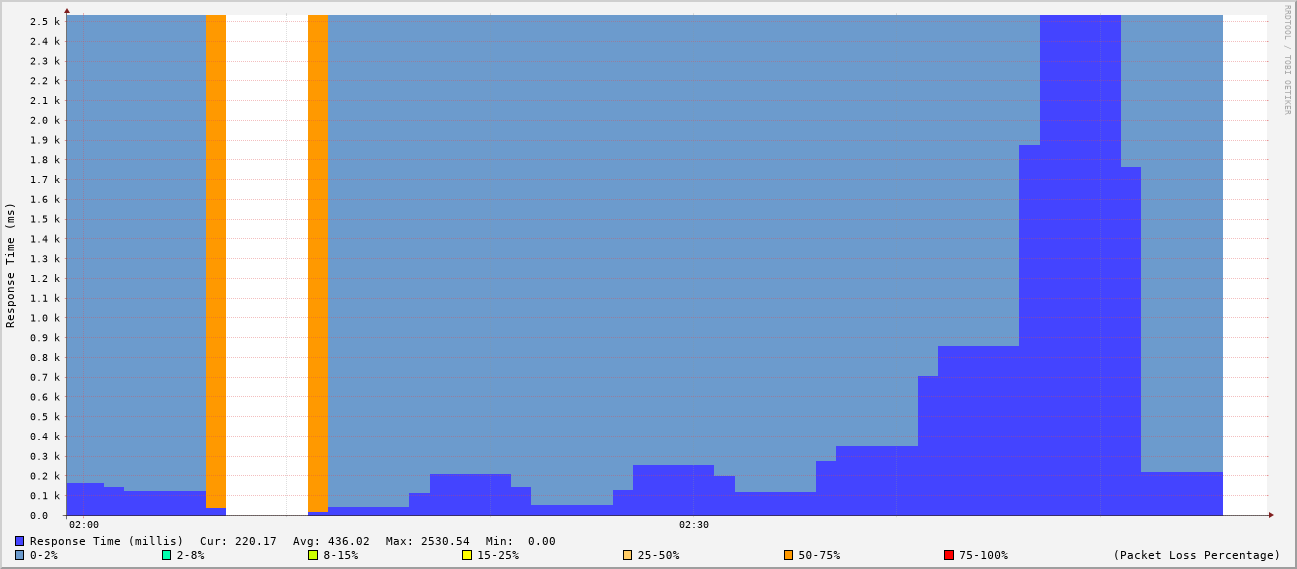 RRDTOOL / TOBI OETIKER
Response Time (ms)
2.5 k
2.4 k
2.3 k
2.2 k
2.1 k
2.0 k
1.9 k
1.8 k
1.7 k
1.6 k
1.5 k
1.4 k
1.3 k
1.2 k
1.1 k
1.0 k
0.9 k
0.8 k
0.7 k
0.6 k
0.5 k
0.4 k
0.3 k
0.2 k
0.1 k
0.0
02:00 02:30
Response Time (millis) Cur: 220.17 Avg: 436.02 Max: 2530.54 Min: 0.00
0-2% 2-8% 8-15% 15-25% 25-50% 50-75% 75-100% (Packet Loss Percentage)